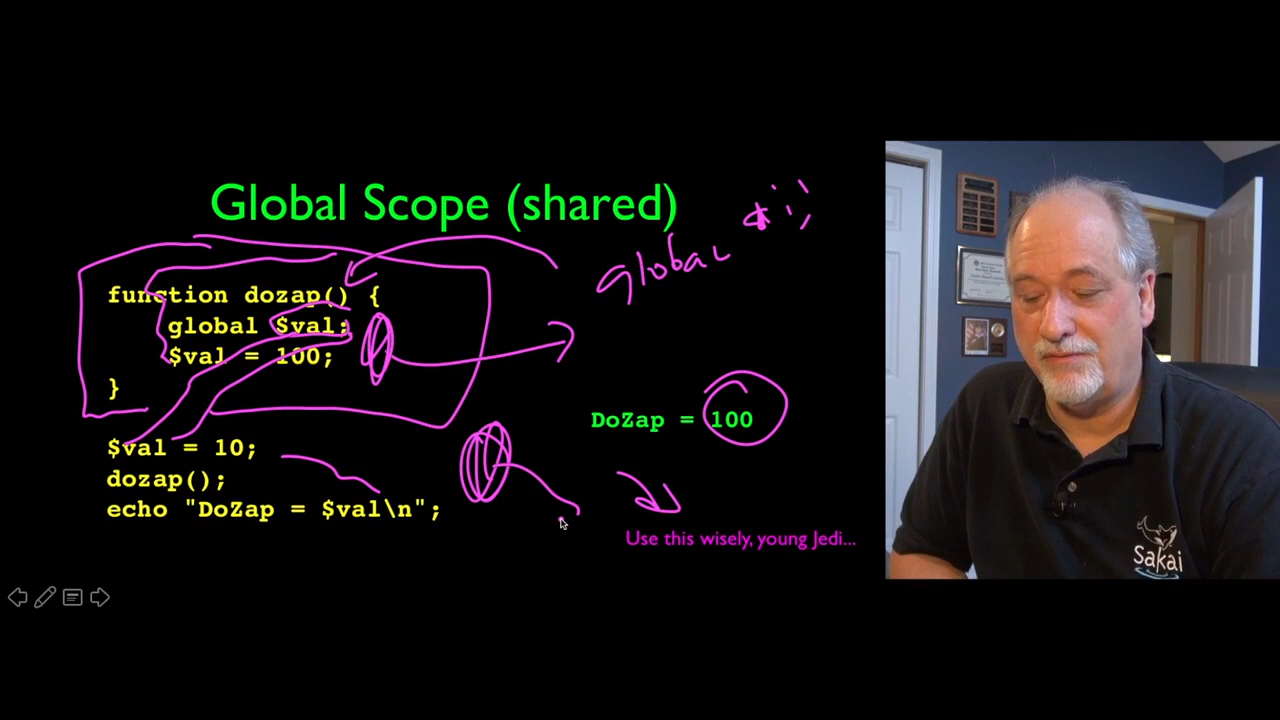 Global Scope (shared)
global
function dozap() {
global $val;
$val = 100;
}
$val = 10;
dozap();
echo "DoZap = $val\n";
DoZap = 100
Use this wisely, young Jedi...
Sakai